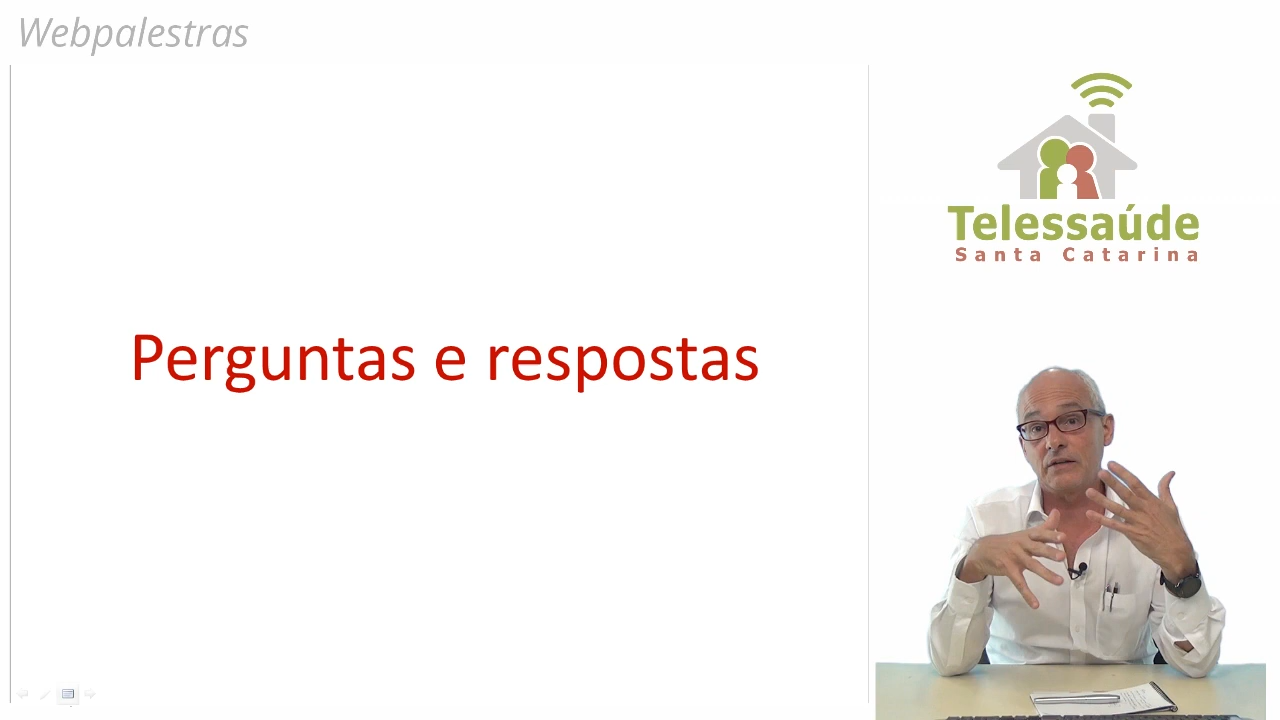 Webpalestras
Telessaúde
Santa Catarina
Perguntas e respostas